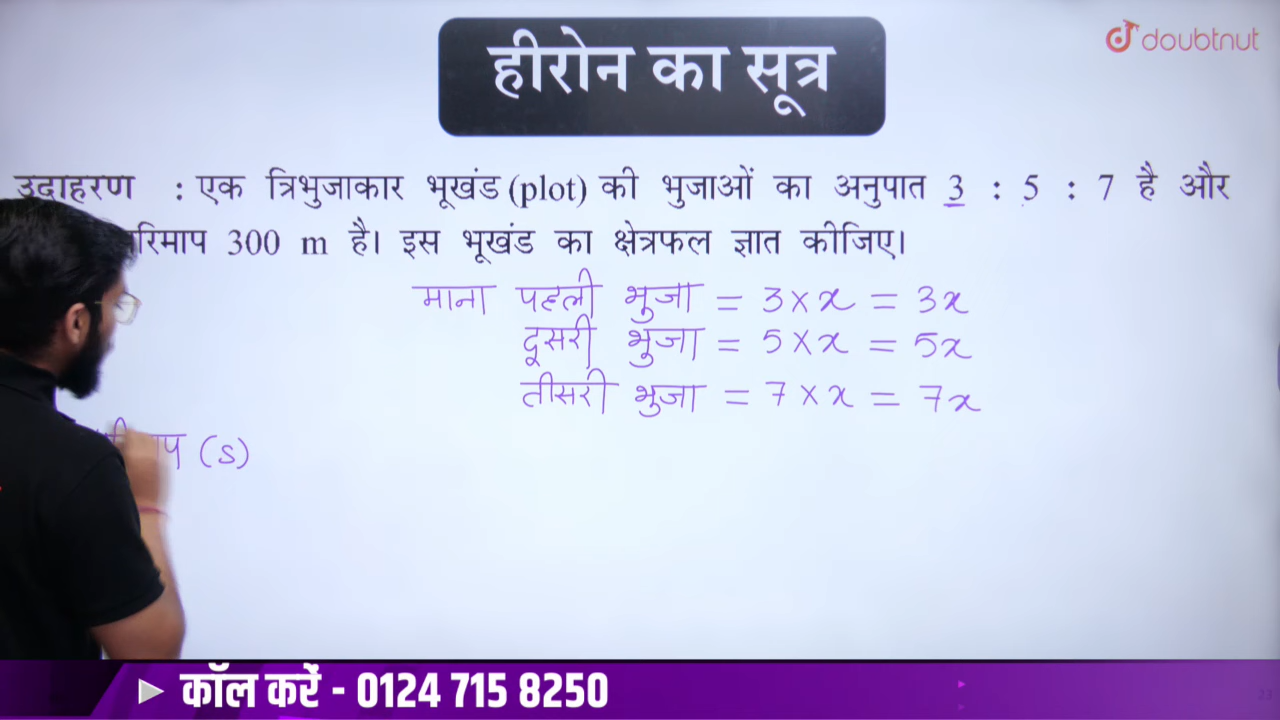 हीरोन का सूत्र
doubtnut
उदाहरण : एक त्रिभुजाकार भूखंड (plot) की भुजाओं का अनुपात 3 : 5 : 7 है और
300 m है। इस भूखंड का क्षेत्रफल ज्ञात कीजिए।
माना पहली भुजा = 3 × x = 3x
दूसरी भुजा = 5 × x = 5x
तीसरी भुजा = 7 × x = 7x
(s)
कॉल करें - 0124 715 8250